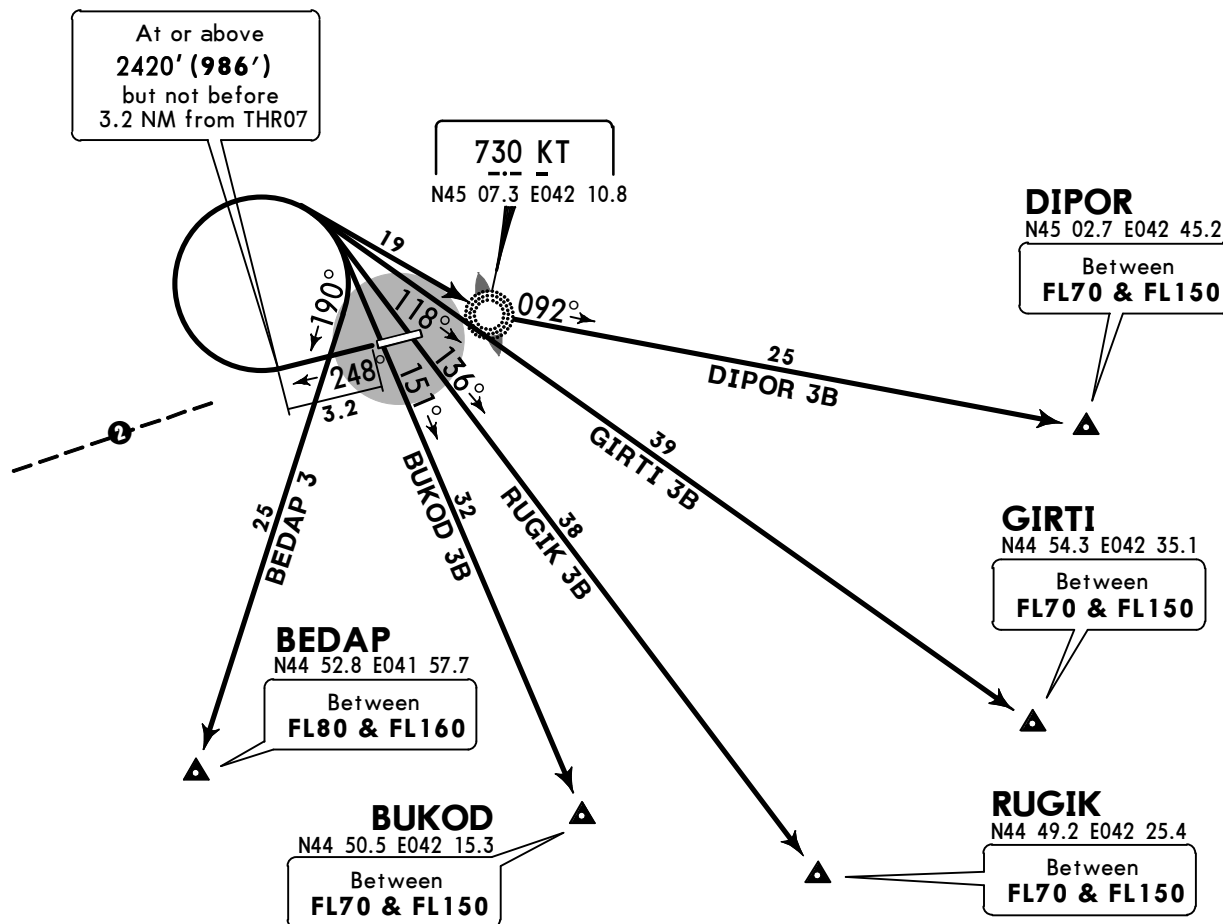 At or above
2420' (986')
but not before
3.2 NM from THR07
730 KT
N45 07.3 E042 10.8
DIPOR
N45 02.7 E042 45.2
Between
FL70 & FL150
19
190°
118°
092°
248°
3.2
151°
136°
25
DIPOR 3B
2
39
GIRTI 3B
25
BEDAP 3
32
BUKOD 3B
38
RUGIK 3B
GIRTI
N44 54.3 E042 35.1
Between
FL70 & FL150
BEDAP
N44 52.8 E041 57.7
Between
FL80 & FL160
BUKOD
N44 50.5 E042 15.3
Between
FL70 & FL150
RUGIK
N44 49.2 E042 25.4
Between
FL70 & FL150